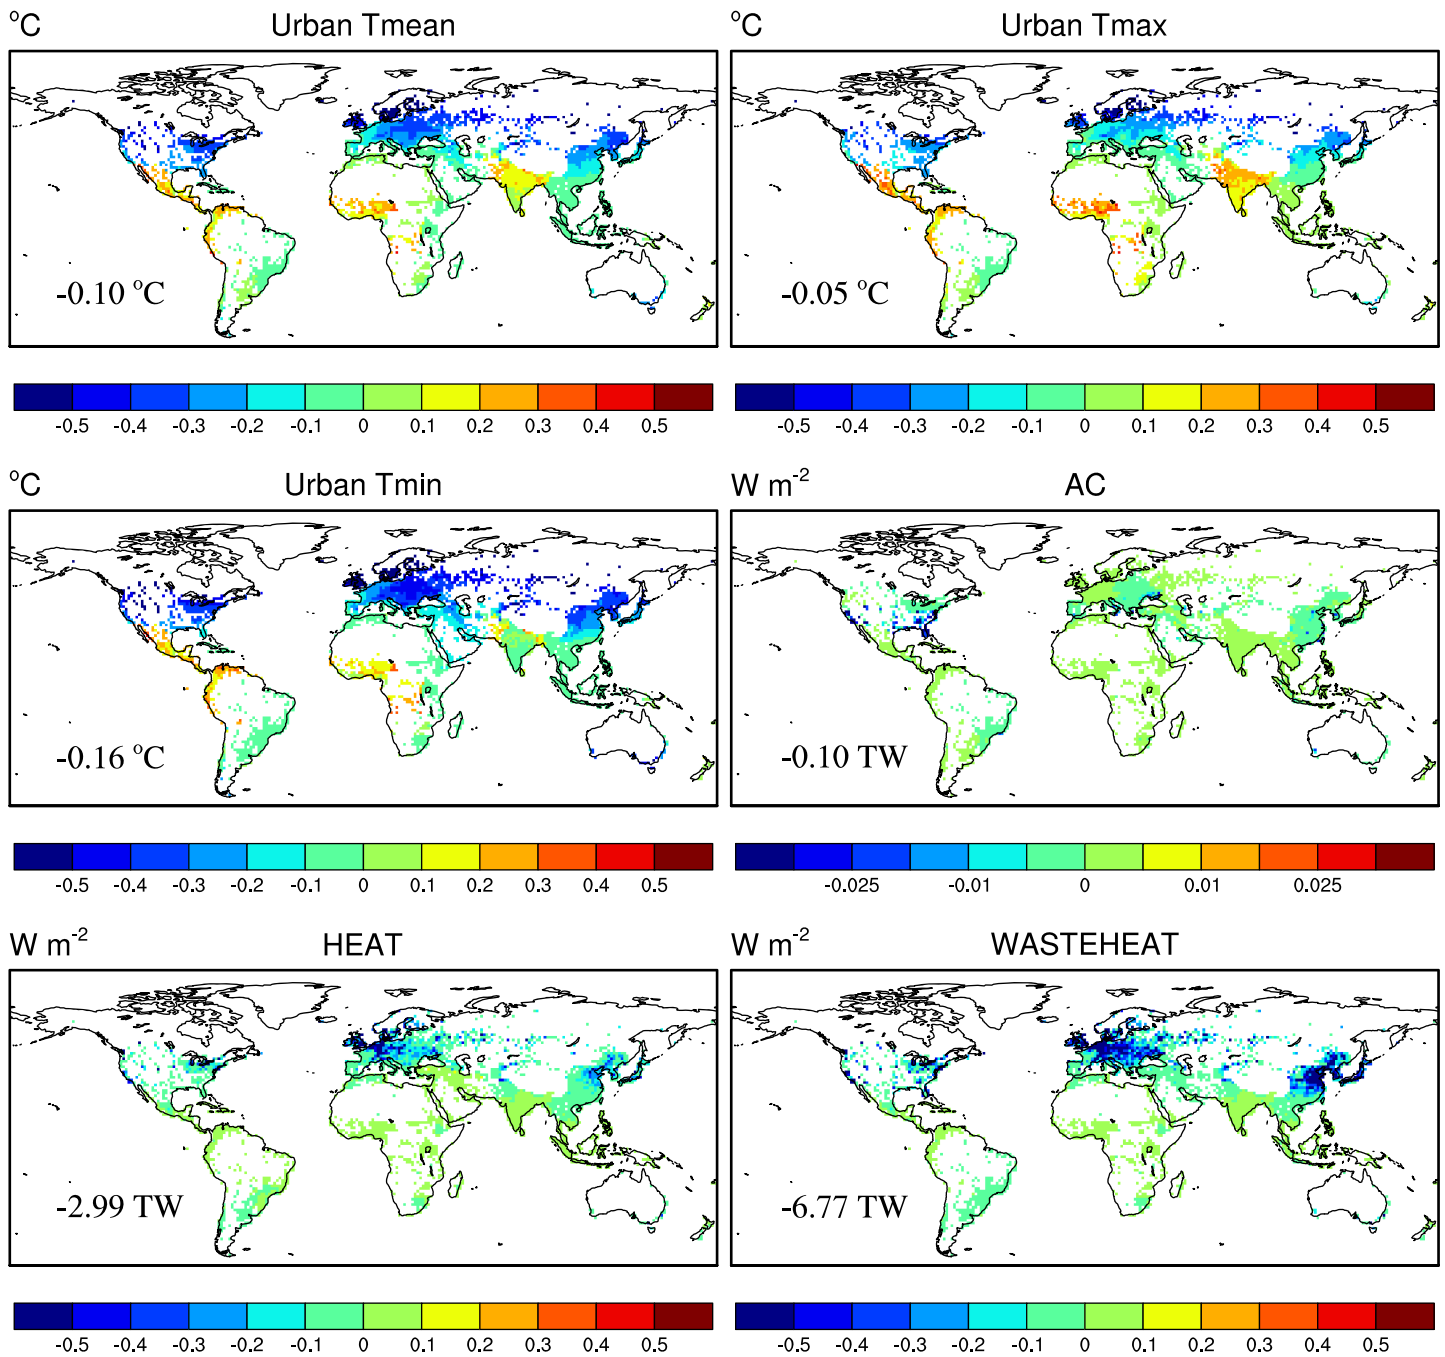 °C Urban Tmean
-0.10 °C
-0.5 -0.4 -0.3 -0.2 -0.1 0 0.1 0.2 0.3 0.4 0.5
°C Urban Tmax
-0.05 °C
-0.5 -0.4 -0.3 -0.2 -0.1 0 0.1 0.2 0.3 0.4 0.5
°C Urban Tmin
-0.16 °C
-0.5 -0.4 -0.3 -0.2 -0.1 0 0.1 0.2 0.3 0.4 0.5
W m⁻² AC
-0.10 TW
-0.025 -0.01 0 0.01 0.025
W m⁻² HEAT
-2.99 TW
-0.5 -0.4 -0.3 -0.2 -0.1 0 0.1 0.2 0.3 0.4 0.5
W m⁻² WASTEHEAT
-6.77 TW
-0.5 -0.4 -0.3 -0.2 -0.1 0 0.1 0.2 0.3 0.4 0.5